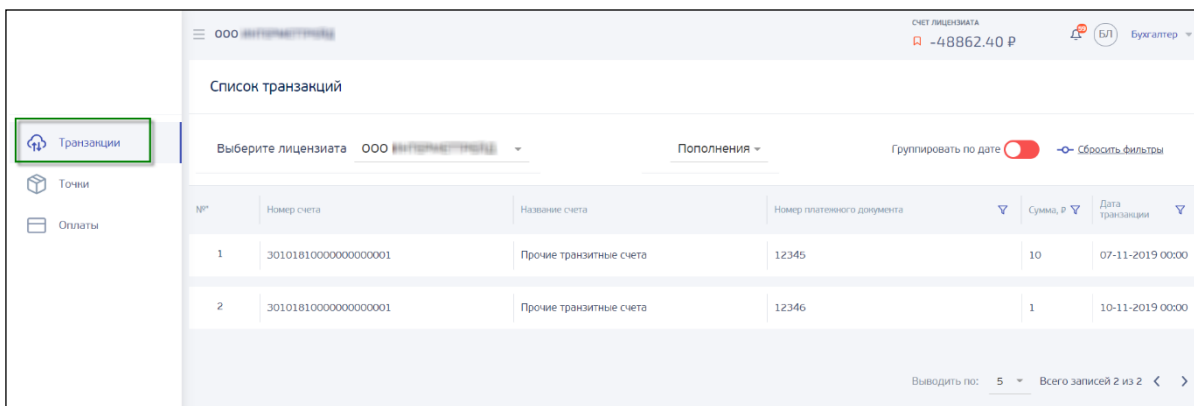 ООО
СЧЕТ ЛИЦЕНЗИАТА
-48862.40 ₽
БЛ
Бухгалтер
Список транзакций
Транзакции
Точки
Оплаты
Выберите лицензиата ООО
Пополнения
Группировать по дате
Сбросить фильтры
№* Номер счета Название счета Номер платежного документа Сумма, ₽ Дата
транзакции
1 30101810000000000001 Прочие транзитные счета 12345 10 07-11-2019 00:00
2 30101810000000000001 Прочие транзитные счета 12346 1 10-11-2019 00:00
Выводить по: 5 Всего записей 2 из 2